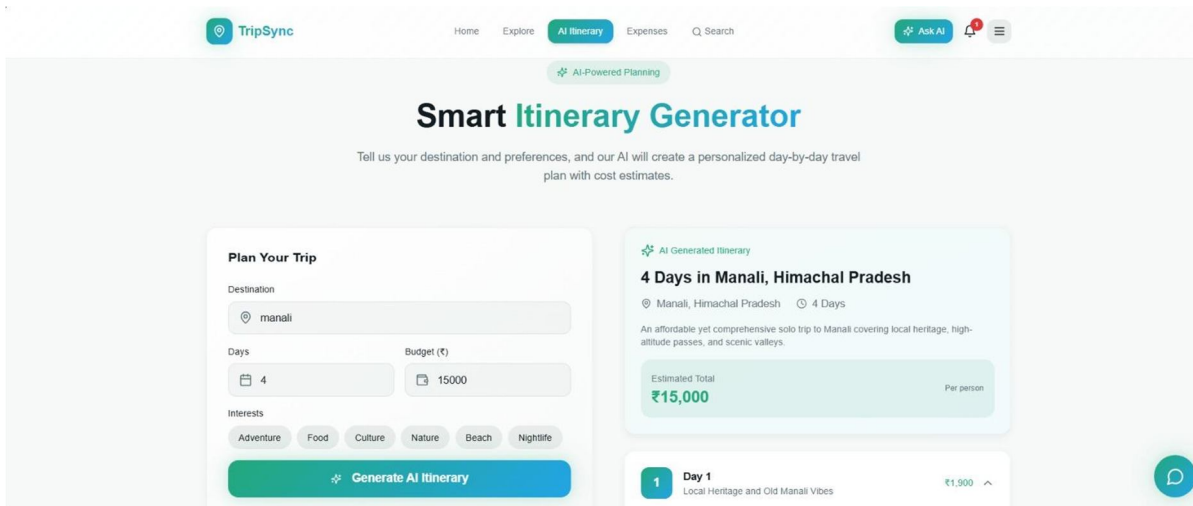 TripSync
Home Explore AI Itinerary Expenses Search
Ask AI 1
AI-Powered Planning
Smart Itinerary Generator
Tell us your destination and preferences, and our AI will create a personalized day-by-day travel
plan with cost estimates.
Plan Your Trip
Destination
manali
Days Budget (₹)
4 15000
Interests
Adventure Food Culture Nature Beach Nightlife
Generate AI Itinerary
AI Generated Itinerary
4 Days in Manali, Himachal Pradesh
Manali, Himachal Pradesh 4 Days
An affordable yet comprehensive solo trip to Manali covering local heritage, high-
altitude passes, and scenic valleys.
Estimated Total
₹15,000 Per person
1 Day 1 ₹1,900
Local Heritage and Old Manali Vibes